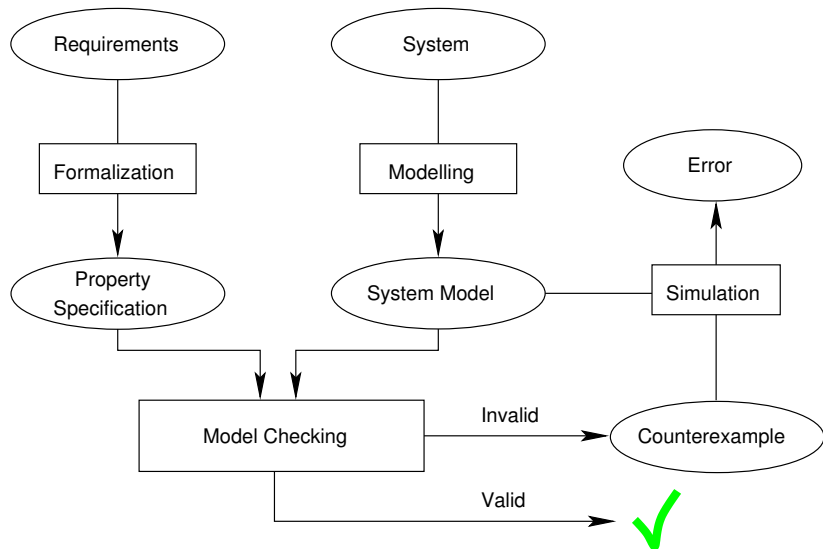 Requirements
System
Formalization
Modelling
Error
Property
Specification
System Model
Simulation
Model Checking
Invalid
Counterexample
Valid